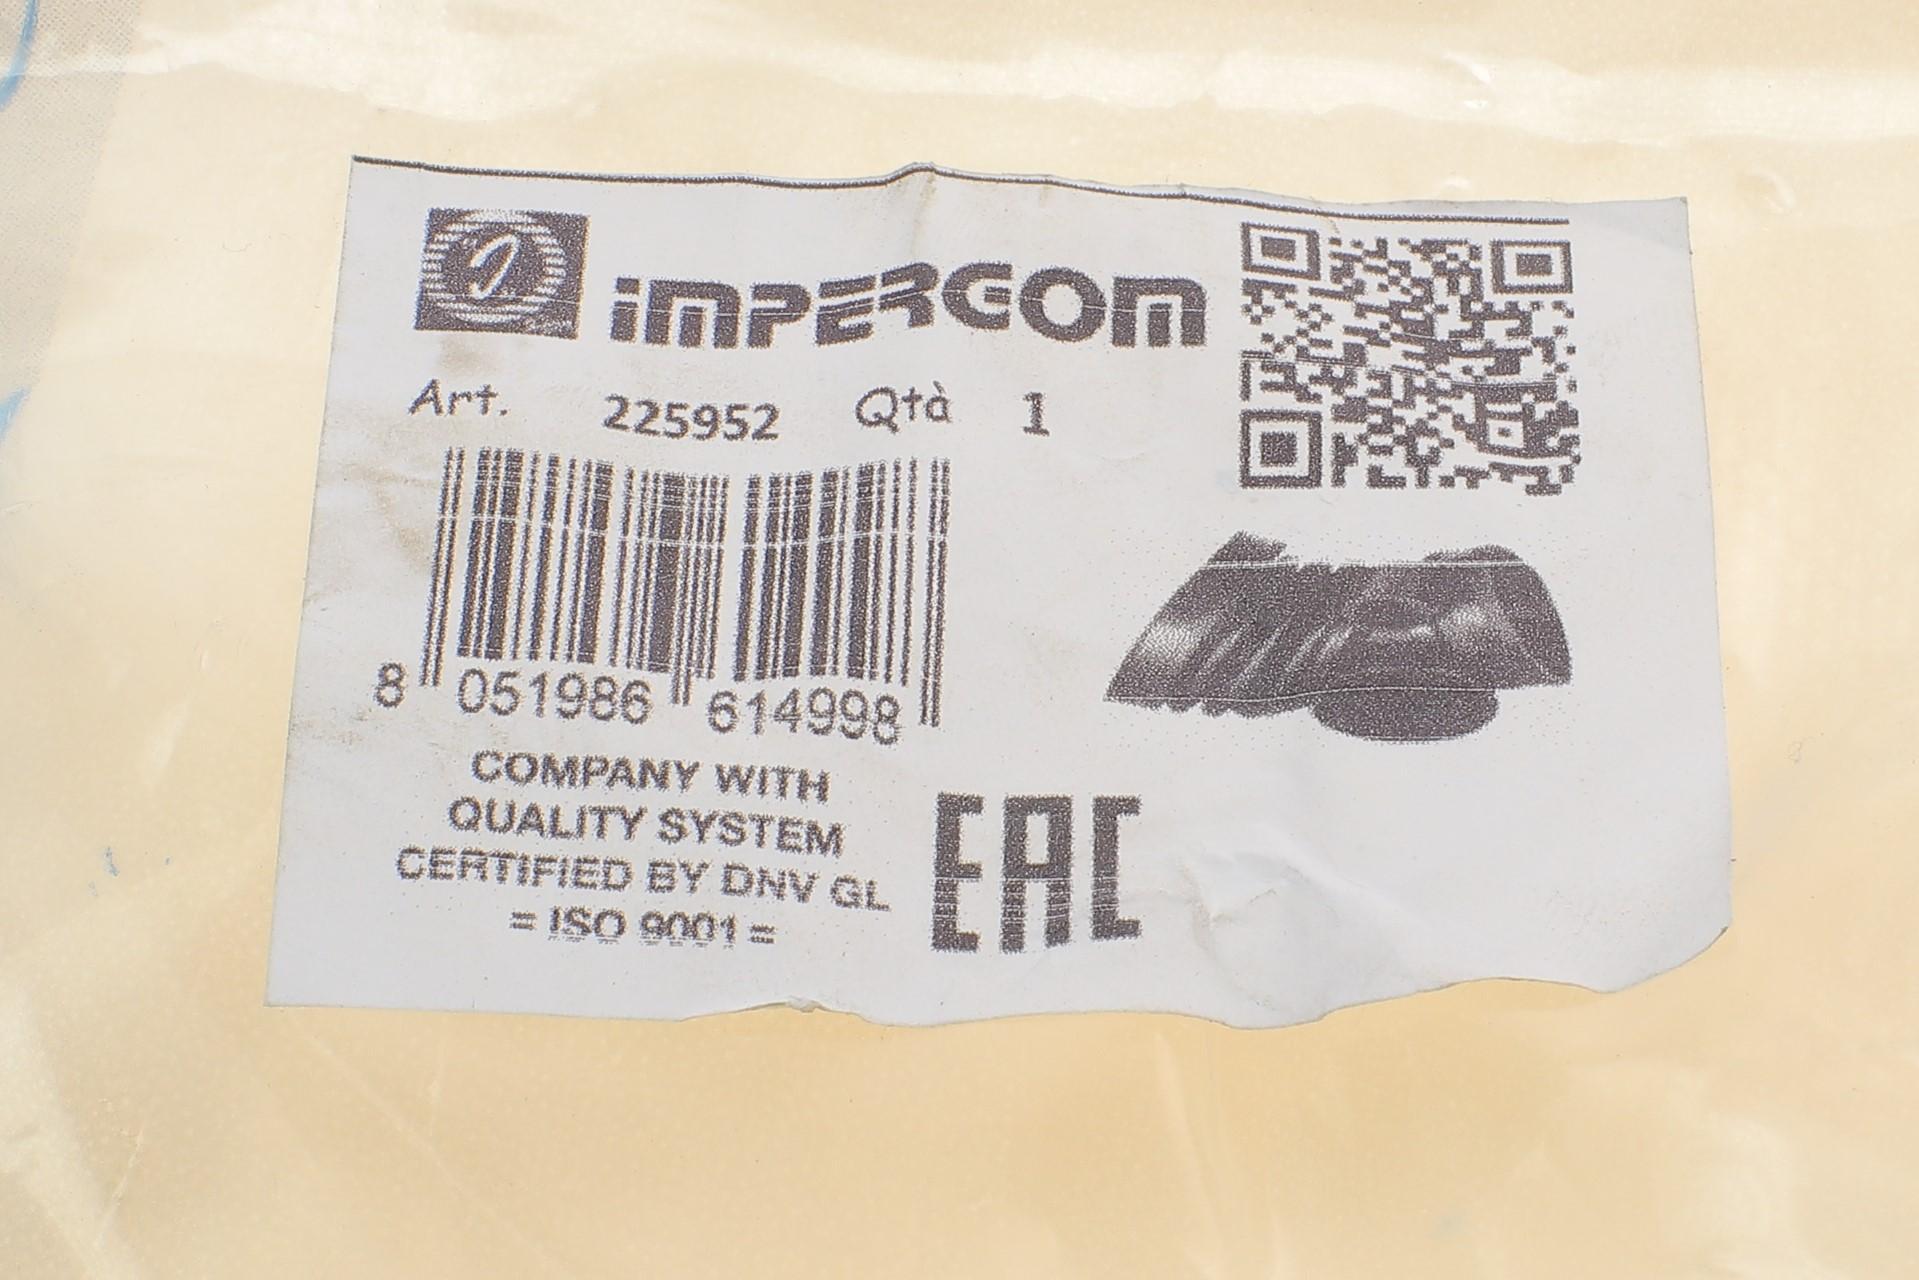 iMPERGOM
Art. 225952 Qtà 1
8 051986 614998
COMPANY WITH
QUALITY SYSTEM
CERTIFIED BY DNV GL
= ISO 9001 =
EAC